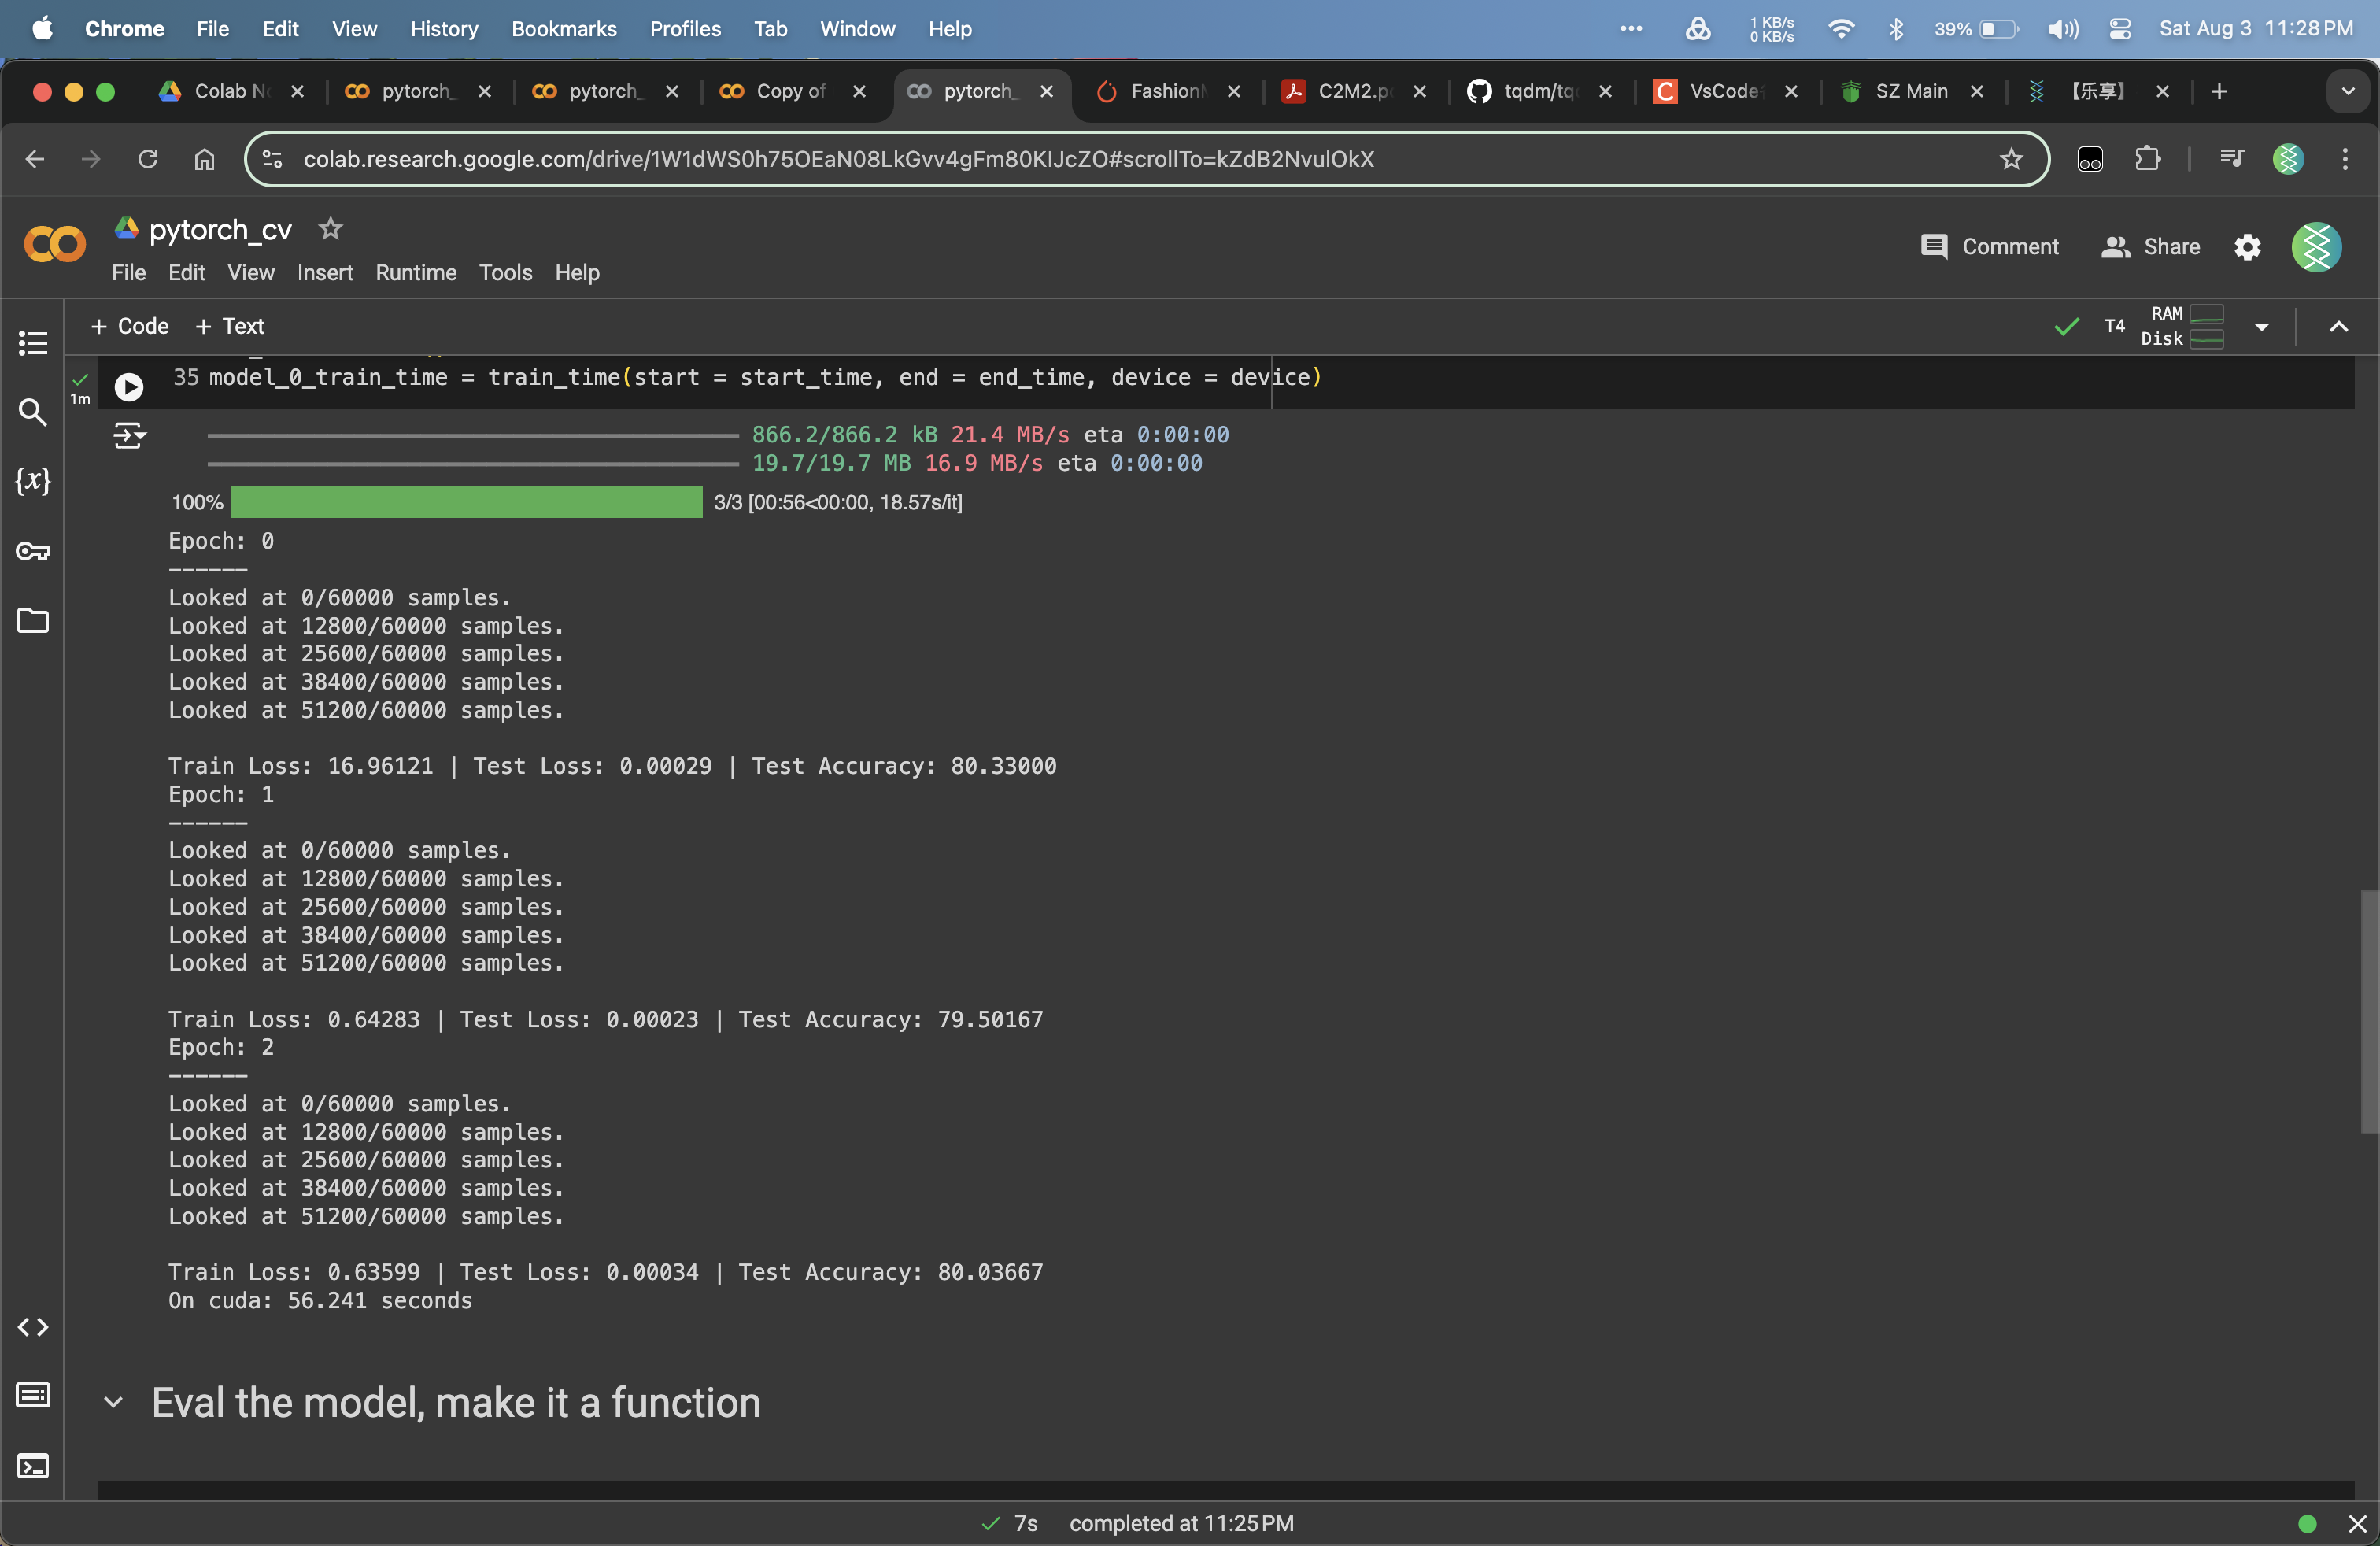 Chrome File Edit View History Bookmarks Profiles Tab Window Help
1 KB/s
0 KB/s
39% Sat Aug 3 11:28 PM
Colab pytorch_ pytorch_ Copy of pytorch_ Fashion C2M2. tqdm/ VsCode SZ Main 【乐享】
colab.research.google.com/drive/1W1dWS0h75OEaN08LkGvv4gFm80KIJcZO#scrollTo=kZdB2NvulOkX
pytorch_cv
Comment Share
File Edit View Insert Runtime Tools Help
+ Code + Text
T4 RAM
Disk
{x}
1m
35 model_0_train_time = train_time(start = start_time, end = end_time, device = device)
866.2/866.2 kB 21.4 MB/s eta 0:00:00
19.7/19.7 MB 16.9 MB/s eta 0:00:00
100% 3/3 [00:56<00:00, 18.57s/it]
Epoch: 0
------
Looked at 0/60000 samples.
Looked at 12800/60000 samples.
Looked at 25600/60000 samples.
Looked at 38400/60000 samples.
Looked at 51200/60000 samples.
Train Loss: 16.96121 | Test Loss: 0.00029 | Test Accuracy: 80.33000
Epoch: 1
------
Looked at 0/60000 samples.
Looked at 12800/60000 samples.
Looked at 25600/60000 samples.
Looked at 38400/60000 samples.
Looked at 51200/60000 samples.
Train Loss: 0.64283 | Test Loss: 0.00023 | Test Accuracy: 79.50167
Epoch: 2
------
Looked at 0/60000 samples.
Looked at 12800/60000 samples.
Looked at 25600/60000 samples.
Looked at 38400/60000 samples.
Looked at 51200/60000 samples.
Train Loss: 0.63599 | Test Loss: 0.00034 | Test Accuracy: 80.03667
On cuda: 56.241 seconds
Eval the model, make it a function
7s completed at 11:25 PM